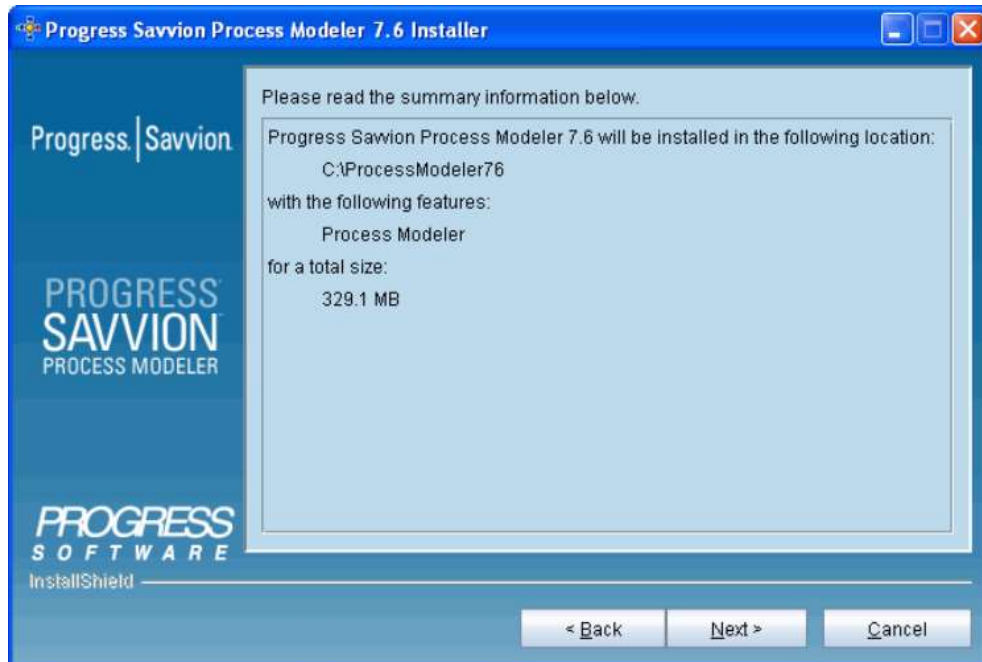 Progress Savvion Process Modeler 7.6 Installer
Progress Savvion
PROGRESS
SAVVION
PROCESS MODELER
PROGRESS
SOFTWARE
Please read the summary information below.
Progress Savvion Process Modeler 7.6 will be installed in the following location:
C:\ProcessModeler76
with the following features:
Process Modeler
for a total size:
329.1 MB
InstallShield
< Back
Next >
Cancel